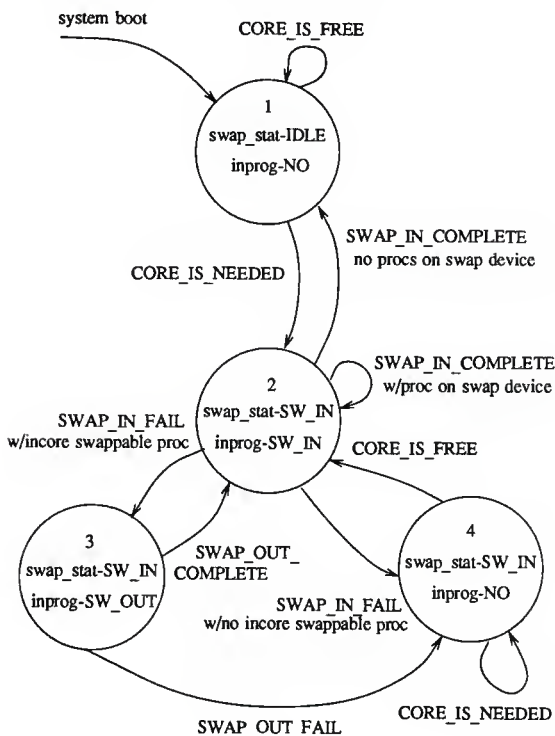 system boot
CORE_IS_FREE
1
swap_stat-IDLE
inprog-NO
SWAP_IN_COMPLETE
no procs on swap device
CORE_IS_NEEDED
2
swap_stat-SW_IN
inprog-SW_IN
SWAP_IN_COMPLETE
w/proc on swap device
SWAP_IN_FAIL
w/incore swappable proc
CORE_IS_FREE
3
swap_stat-SW_IN
inprog-SW_OUT
SWAP_OUT_
COMPLETE
4
swap_stat-SW_IN
inprog-NO
SWAP_IN_FAIL
w/no incore swappable proc
SWAP OUT FAIL
CORE_IS_NEEDED